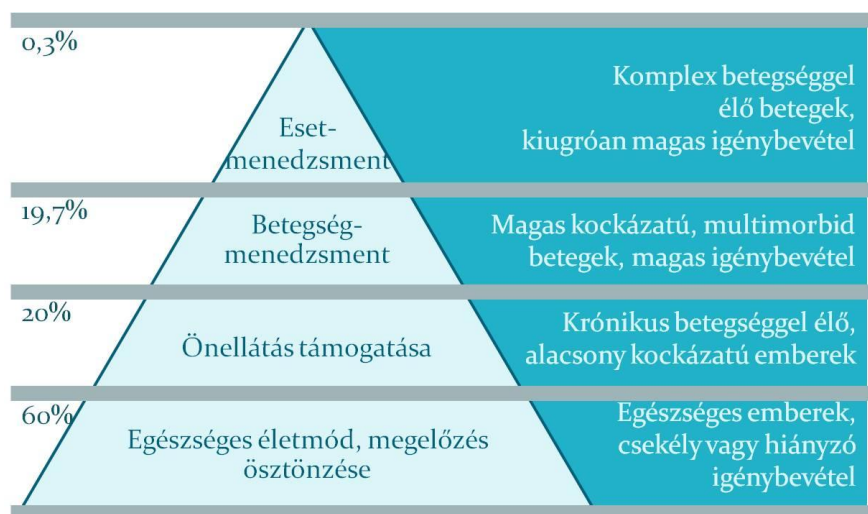 0,3%
Eset-
menedzsment
Komplex betegséggel
élő betegek,
kiugróan magas igénybevétel
19,7%
Betegség-
menedzsment
Magas kockázatú, multimorbid
betegek, magas igénybevétel
20%
Önellátás támogatása
Krónikus betegséggel élő,
alacsony kockázatú emberek
60%
Egészséges életmód, megelőzés
ösztönzése
Egészséges emberek,
csekély vagy hiányzó
igénybevétel